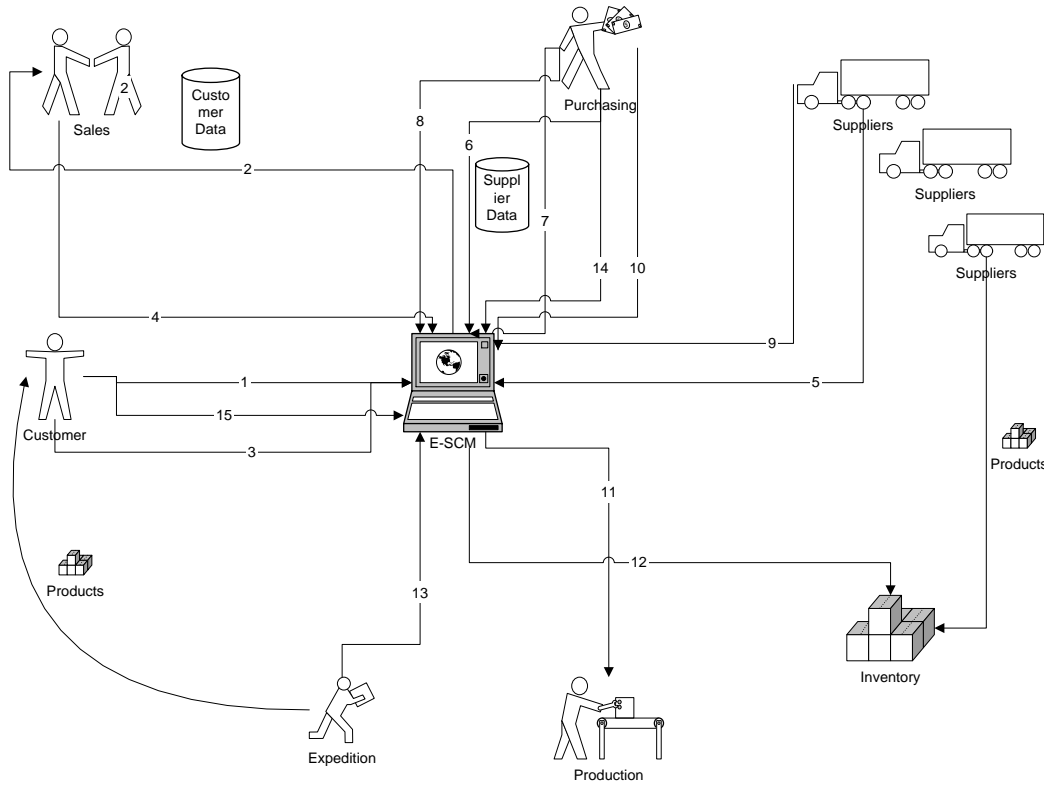 2
Sales
Custo
mer
Data
Purchasing
Suppliers
Suppliers
Suppliers
8
6
2
Suppl
ier
Data
7
14
10
4
9
1
5
15
Customer
3
E-SCM
Products
11
12
Products
13
Inventory
Expedition
Production